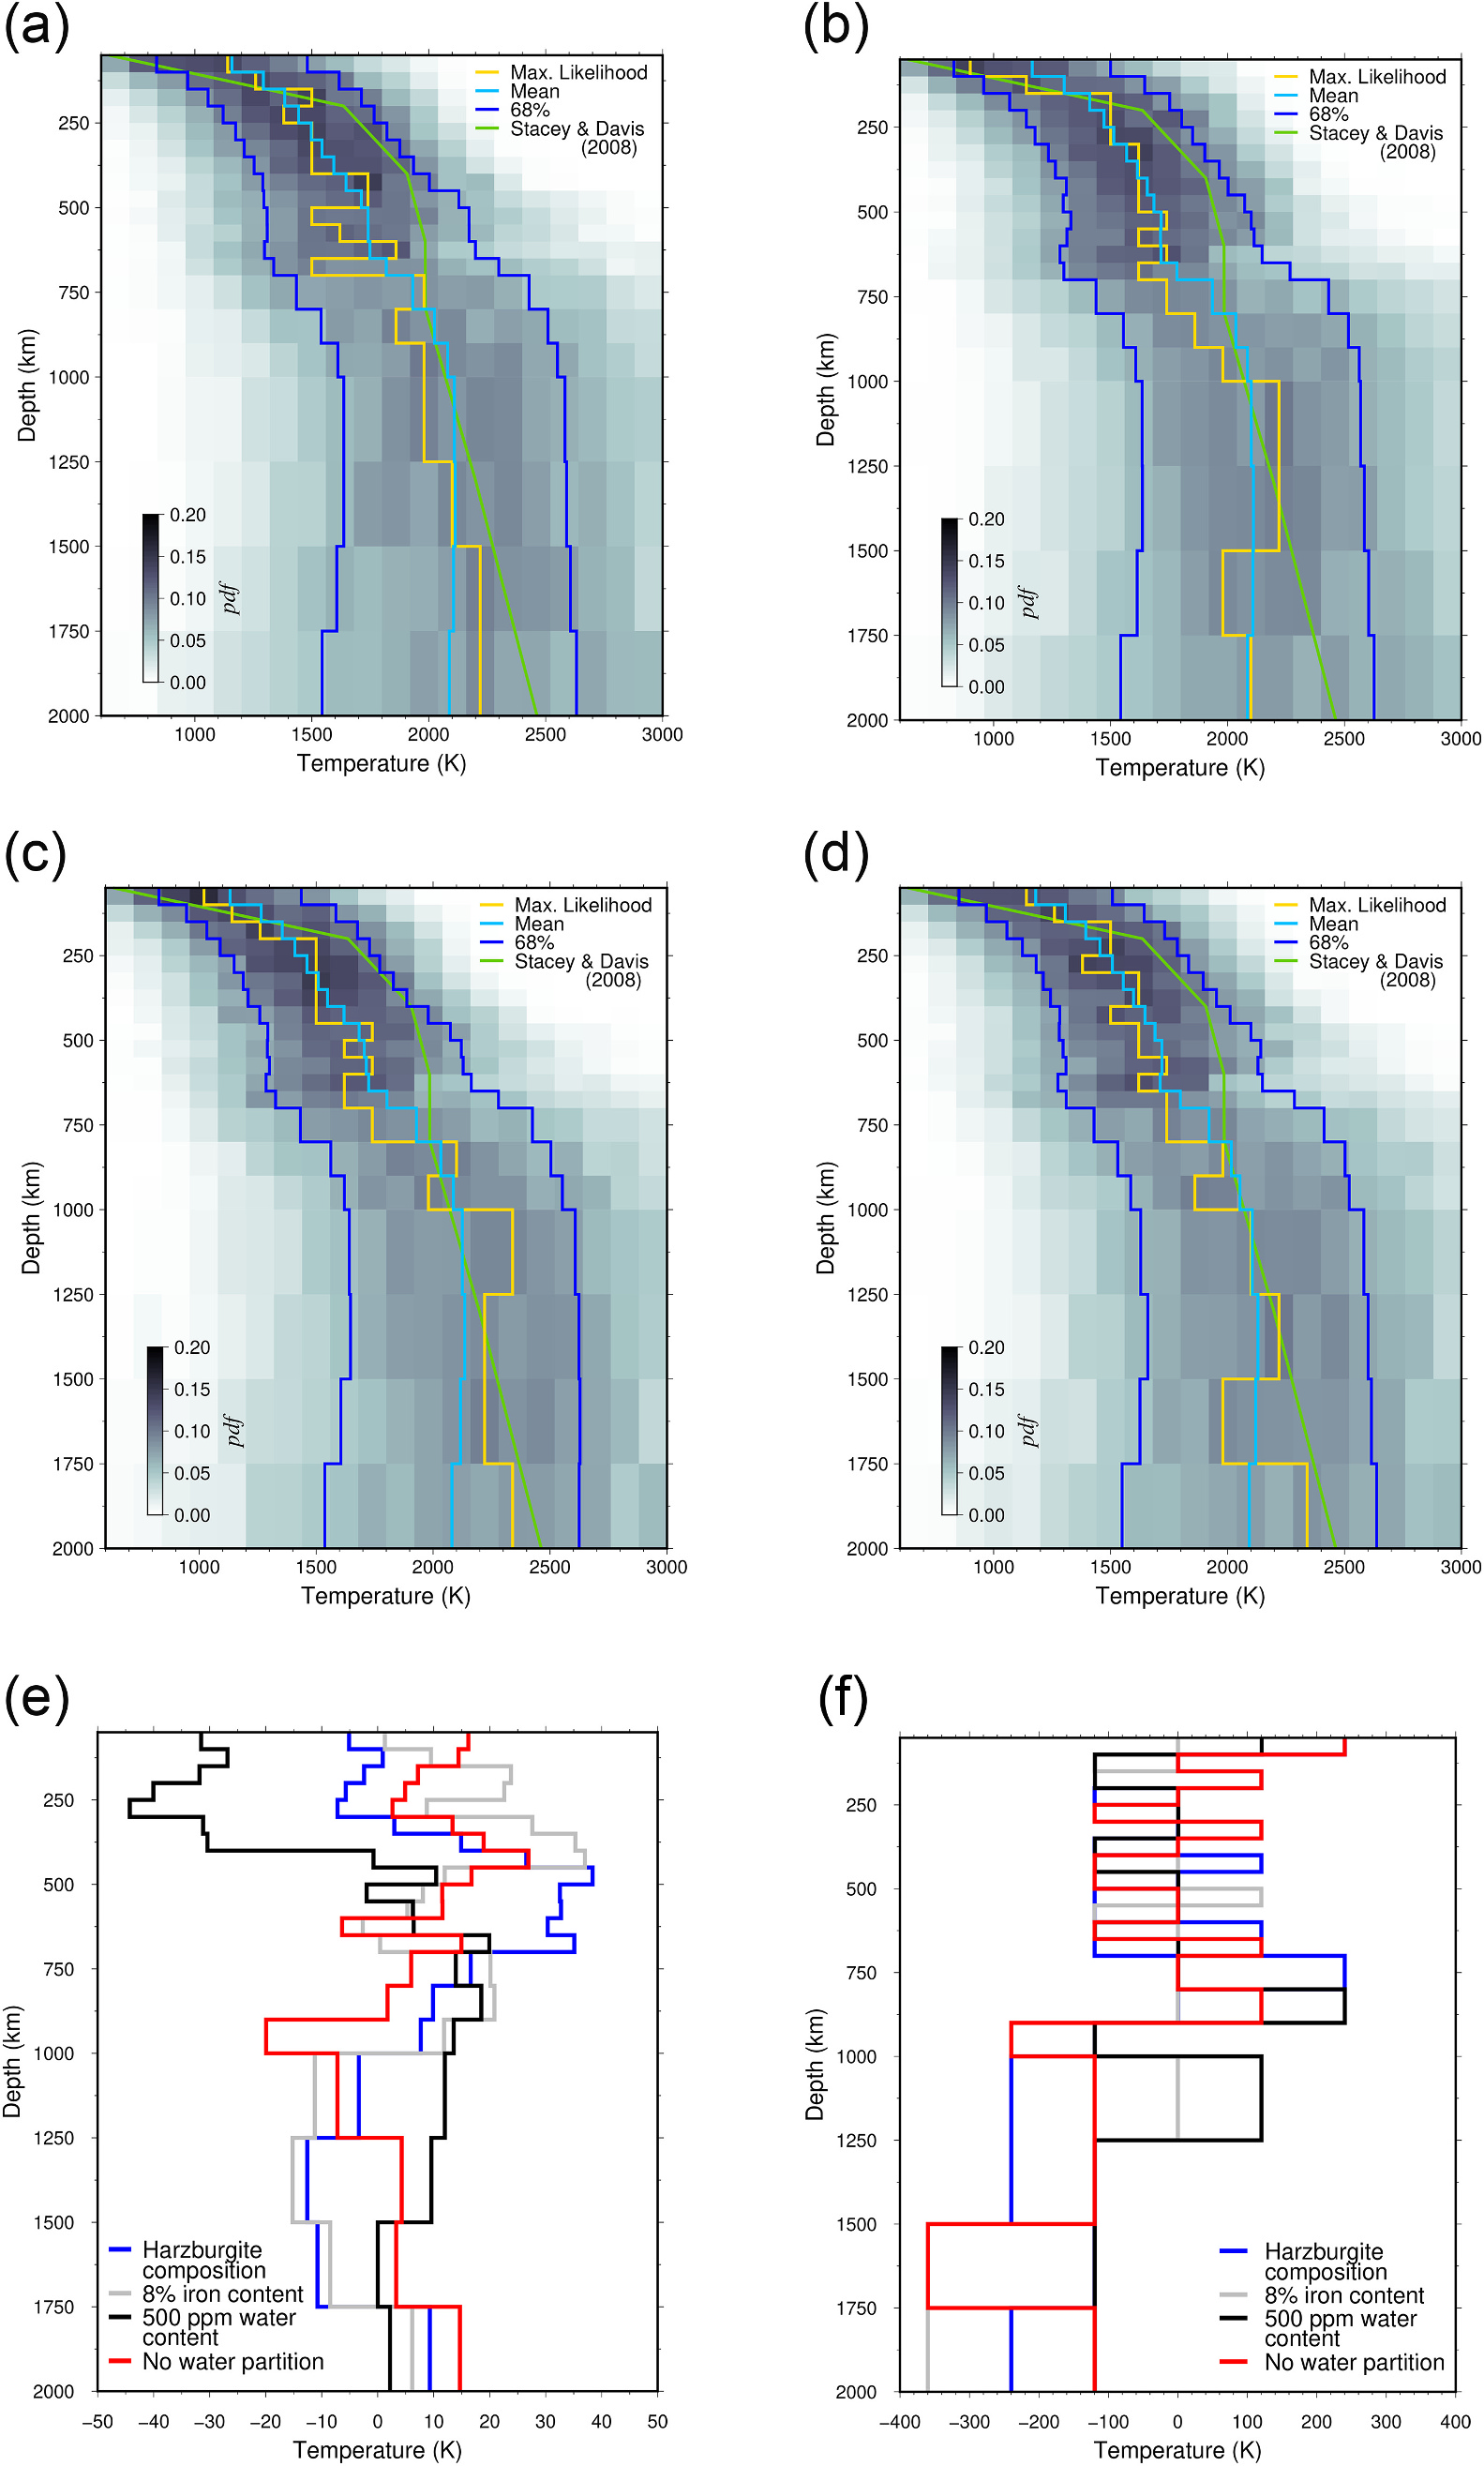 (a)
Max. Likelihood
Mean
68%
Stacey & Davis
(2008)
250
500
750
1000
1250
1500
1750
2000
Depth (km)
0.20
0.15
0.10
0.05
0.00
pdf
1000 1500 2000 2500 3000
Temperature (K)
(b)
Max. Likelihood
Mean
68%
Stacey & Davis
(2008)
250
500
750
1000
1250
1500
1750
2000
Depth (km)
0.20
0.15
0.10
0.05
0.00
pdf
1000 1500 2000 2500 3000
Temperature (K)
(c)
Max. Likelihood
Mean
68%
Stacey & Davis
(2008)
250
500
750
1000
1250
1500
1750
2000
Depth (km)
0.20
0.15
0.10
0.05
0.00
pdf
1000 1500 2000 2500 3000
Temperature (K)
(d)
Max. Likelihood
Mean
68%
Stacey & Davis
(2008)
250
500
750
1000
1250
1500
1750
2000
Depth (km)
0.20
0.15
0.10
0.05
0.00
pdf
1000 1500 2000 2500 3000
Temperature (K)
(e)
250
500
750
1000
1250
1500
1750
2000
Depth (km)
Harzburgite
composition
8% iron content
500 ppm water
content
No water partition
−50 −40 −30 −20 −10 0 10 20 30 40 50
Temperature (K)
(f)
250
500
750
1000
1250
1500
1750
2000
Depth (km)
Harzburgite
composition
8% iron content
500 ppm water
content
No water partition
−400 −300 −200 −100 0 100 200 300 400
Temperature (K)